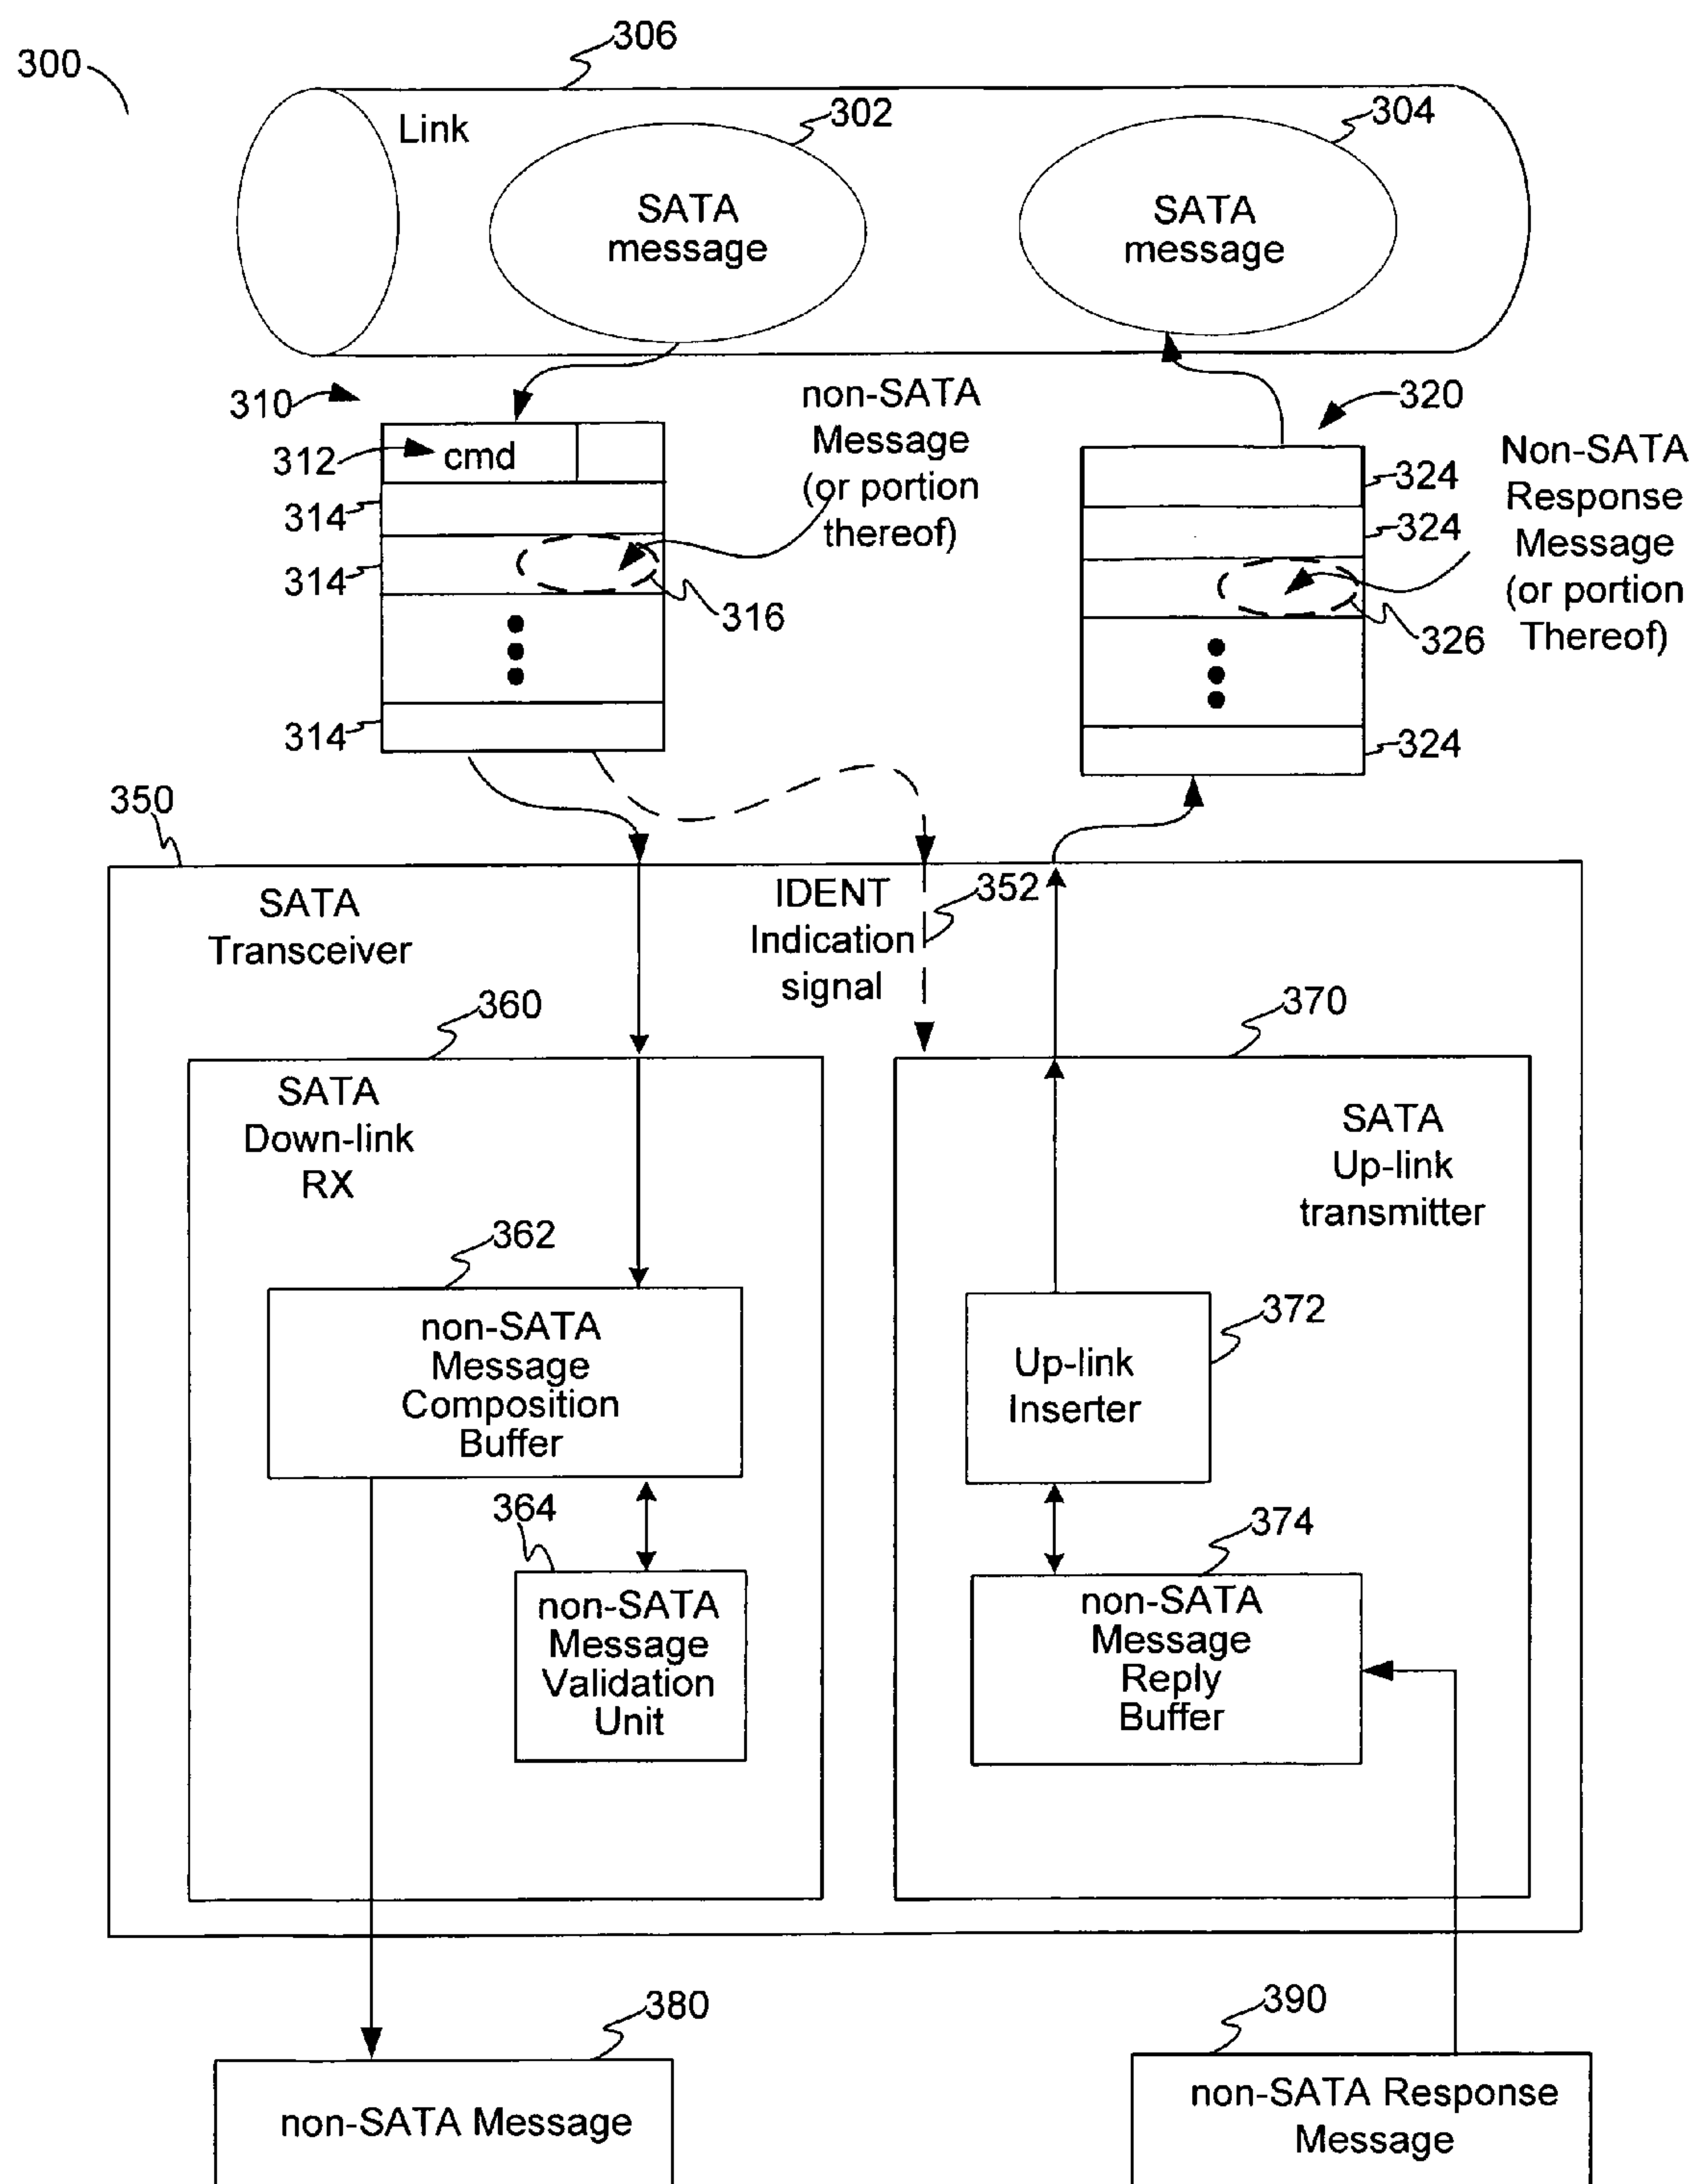 300
306
Link
302
SATA
message
304
SATA
message
310
312
cmd
314
314
314
non-SATA
Message
(or portion
thereof)
316
320
324
324
324
Non-SATA
Response
Message
(or portion
Thereof)
326
350
SATA
Transceiver
IDENT
Indication
signal
352
360
SATA
Down-link
RX
362
non-SATA
Message
Composition
Buffer
364
non-SATA
Message
Validation
Unit
370
SATA
Up-link
transmitter
372
Up-link
Inserter
374
non-SATA
Message
Reply
Buffer
380
non-SATA Message
390
non-SATA Response
Message